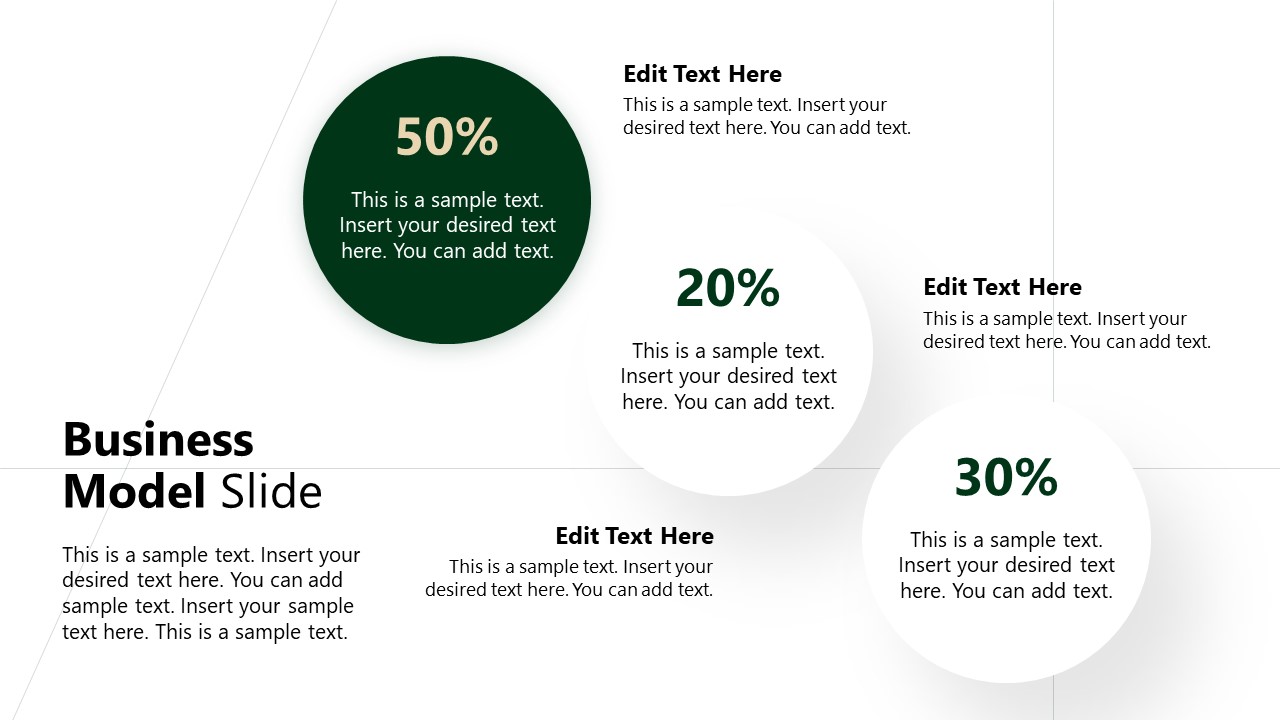 50%
This is a sample text.
Insert your desired text
here. You can add text.
Edit Text Here
This is a sample text. Insert your
desired text here. You can add text.
20%
This is a sample text.
Insert your desired text
here. You can add text.
Edit Text Here
This is a sample text. Insert your
desired text here. You can add text.
Business
Model Slide
This is a sample text. Insert your
desired text here. You can add
sample text. Insert your sample
text here. This is a sample text.
Edit Text Here
This is a sample text. Insert your
desired text here. You can add text.
30%
This is a sample text.
Insert your desired text
here. You can add text.